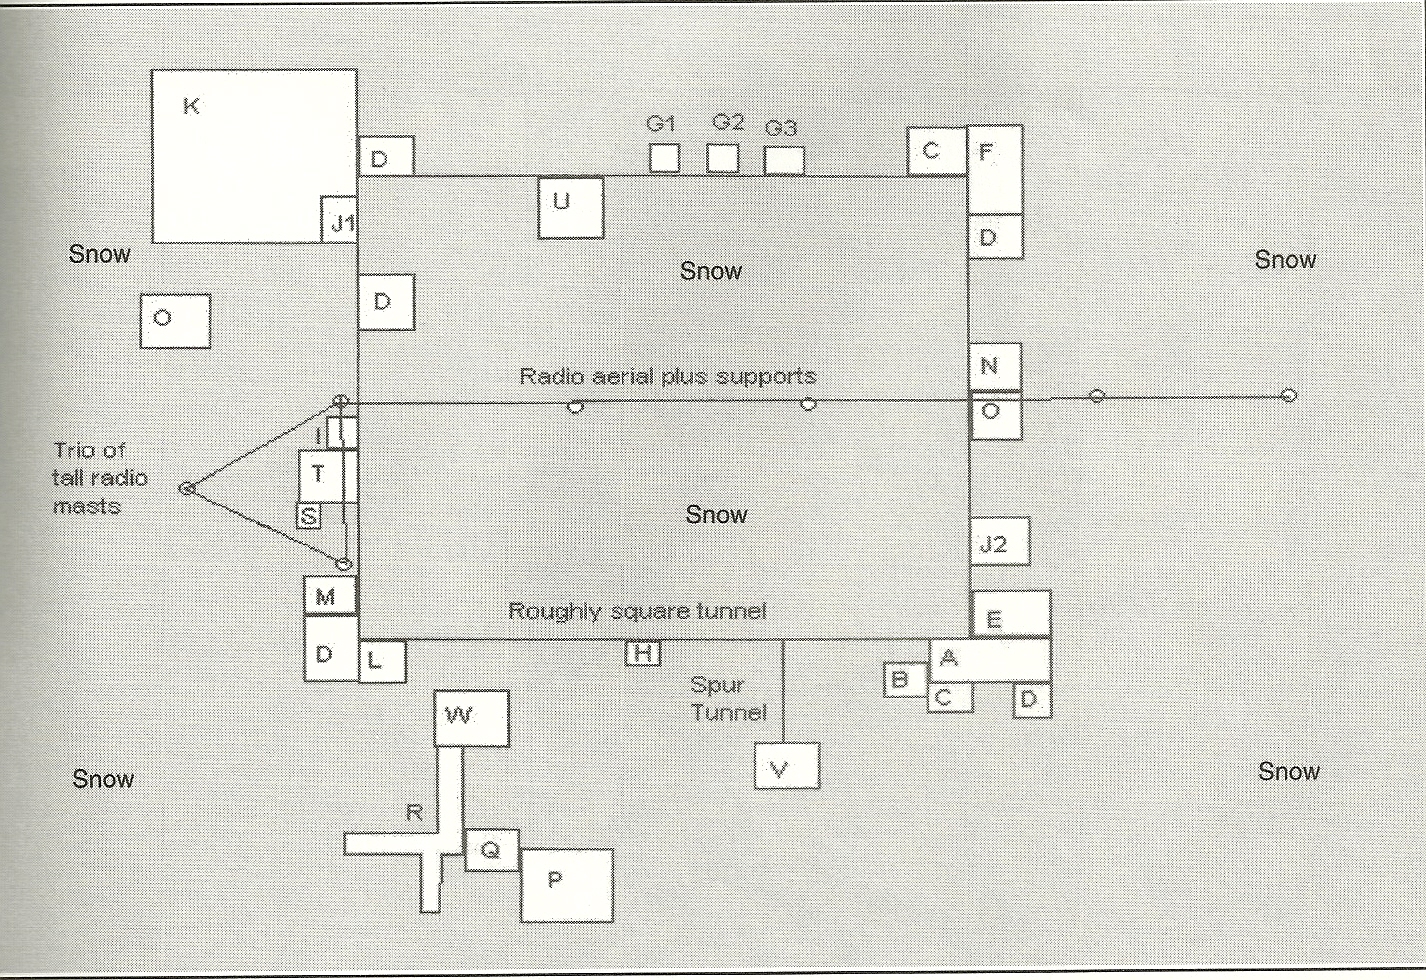 K
G1 G2 G3
D
C F
U
J1
D
Snow
Snow
Snow
D
O
N
Radio aerial plus supports
O
I
Trio of
tall radio
masts
T
S
Snow
J2
M
Roughly square tunnel
E
D L
H
A
Spur
Tunnel
B
C D
W
V
Snow
Snow
R
Q
P